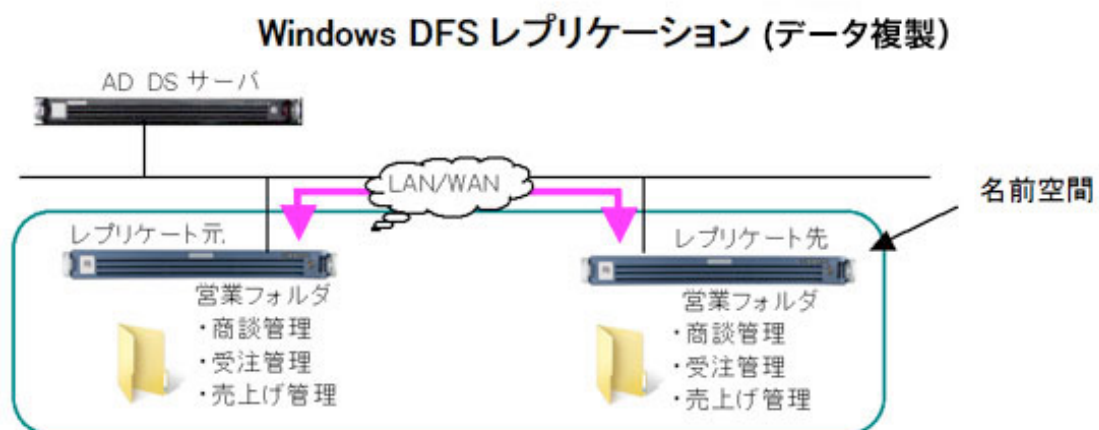 Windows DFS レプリケーション (データ複製)
AD DS サーバ
LAN/WAN
名前空間
レプリケート元
営業フォルダ
・商談管理
・受注管理
・売上げ管理
レプリケート先
営業フォルダ
・商談管理
・受注管理
・売上げ管理